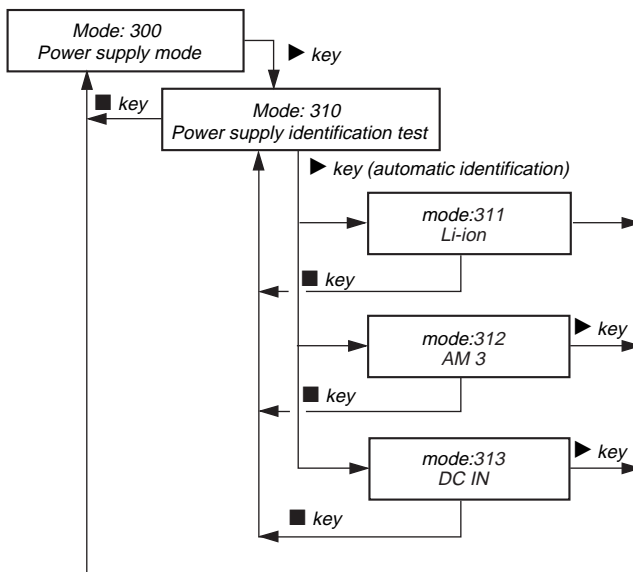 Mode: 300
Power supply mode
▶ key
■ key
Mode: 310
Power supply identification test
▶ key (automatic identification)
mode:311
Li-ion
■ key
mode:312
AM 3
▶ key
■ key
mode:313
DC IN
▶ key
■ key